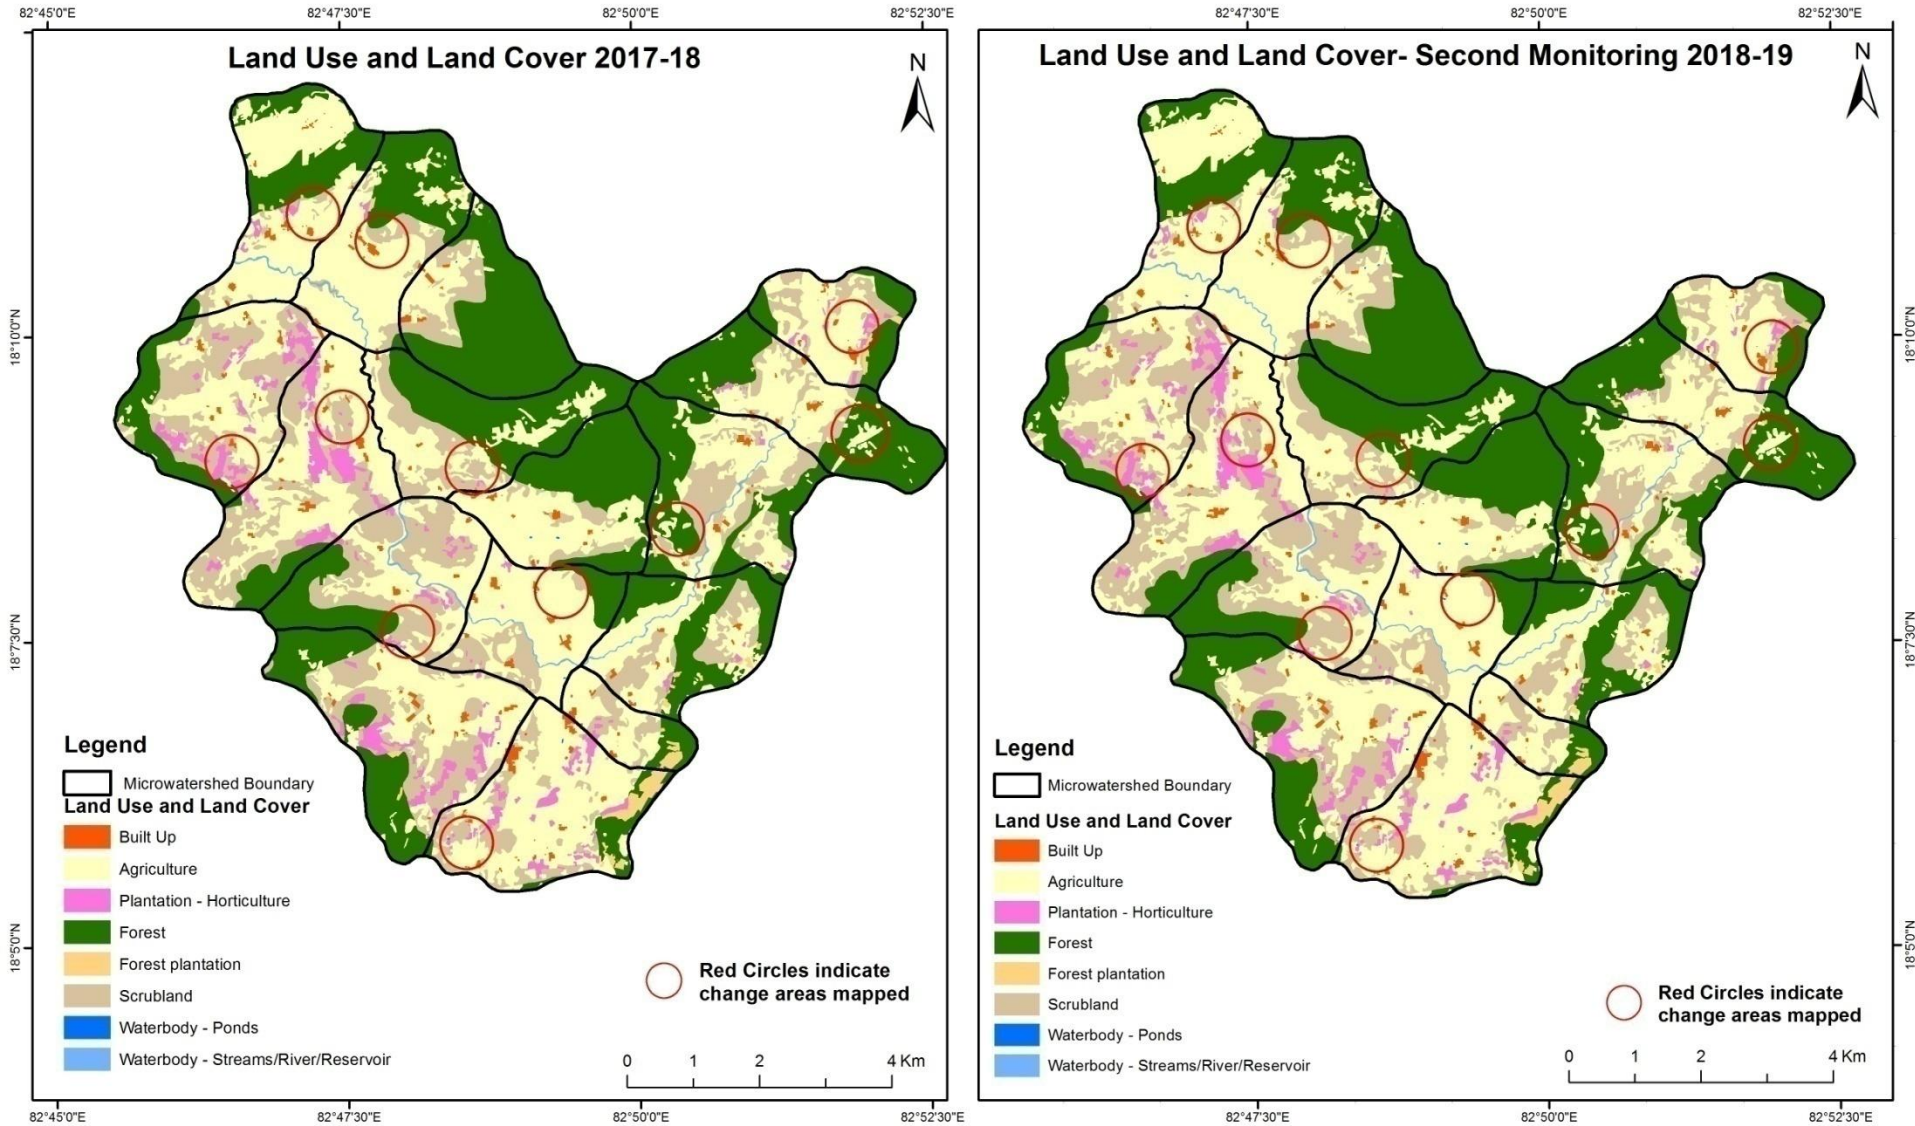 82°45'0"E 82°47'30"E 82°50'0"E 82°52'30"E
Land Use and Land Cover 2017-18
N
18°10'0"N
18°7'30"N
18°5'0"N
Legend
Microwatershed Boundary
Land Use and Land Cover
Built Up
Agriculture
Plantation - Horticulture
Forest
Forest plantation
Scrubland
Waterbody - Ponds
Waterbody - Streams/River/Reservoir
Red Circles indicate
change areas mapped
0 1 2 4 Km
82°45'0"E 82°47'30"E 82°50'0"E 82°52'30"E
82°47'30"E 82°50'0"E 82°52'30"E
Land Use and Land Cover- Second Monitoring 2018-19
N
18°10'0"N
18°7'30"N
18°5'0"N
Legend
Microwatershed Boundary
Land Use and Land Cover
Built Up
Agriculture
Plantation - Horticulture
Forest
Forest plantation
Scrubland
Waterbody - Ponds
Waterbody - Streams/River/Reservoir
Red Circles indicate
change areas mapped
0 1 2 4 Km
82°47'30"E 82°50'0"E 82°52'30"E